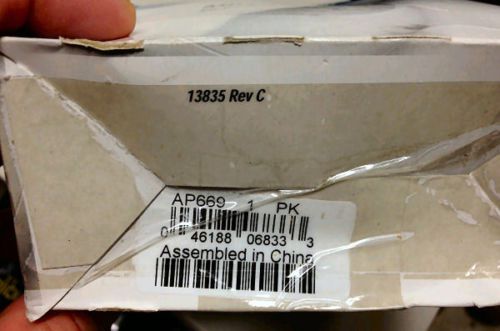 13835 Rev C
AP669 1 PK
0 46188 06833 3
Assembled in China